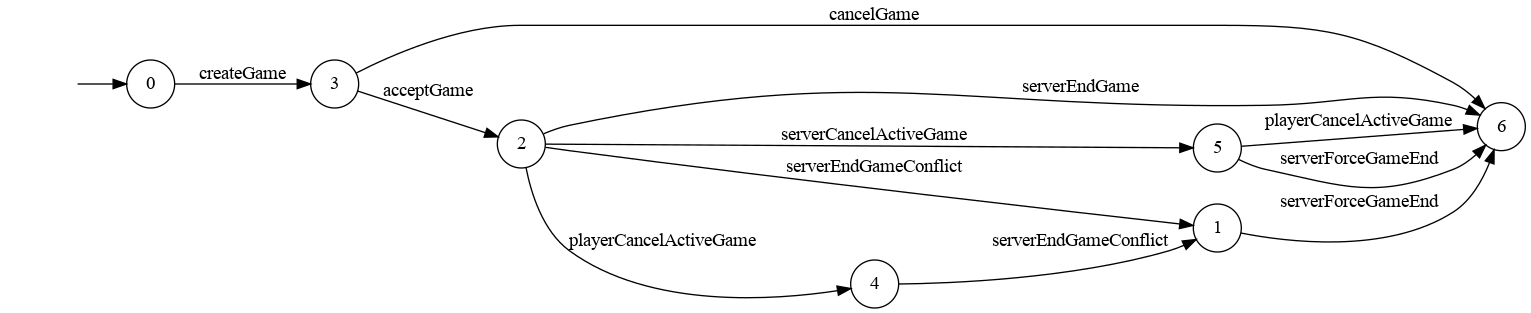 cancelGame
createGame
0
3
acceptGame
serverEndGame
playerCancelActiveGame
6
serverCancelActiveGame
2
5
serverForceGameEnd
serverEndGameConflict
serverForceGameEnd
1
playerCancelActiveGame
serverEndGameConflict
4